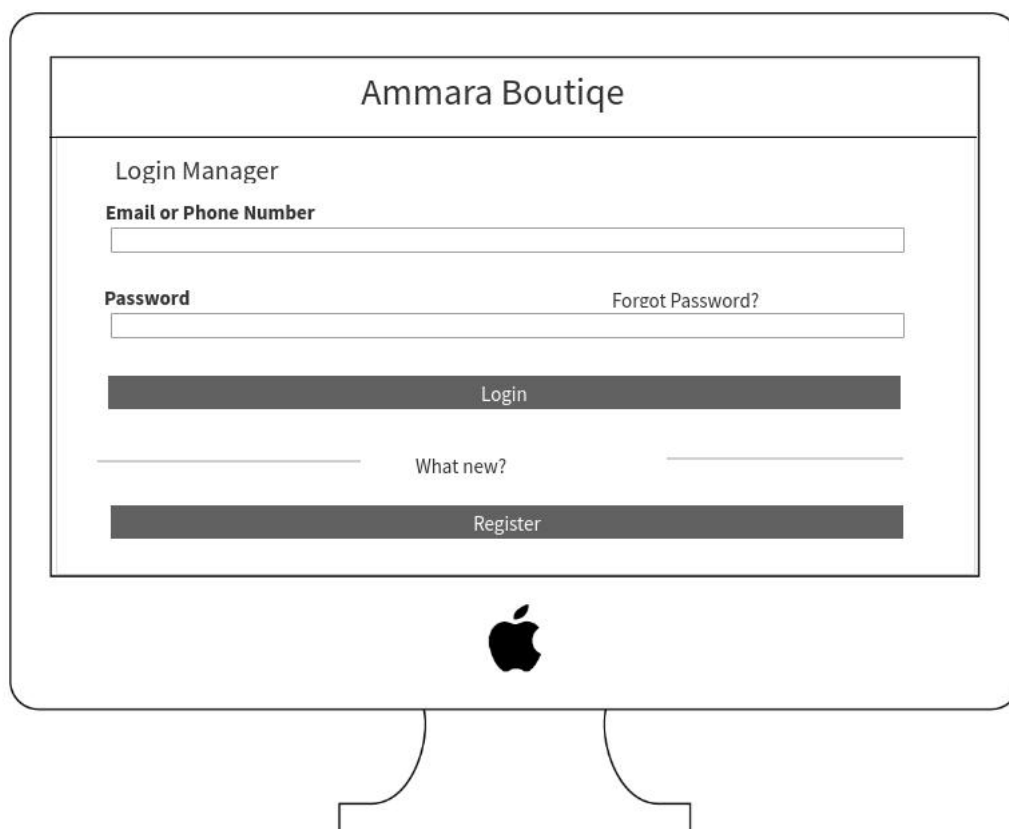 Ammara Boutiqe
Login Manager
Email or Phone Number
Password
Forgot Password?
Login
What new?
Register